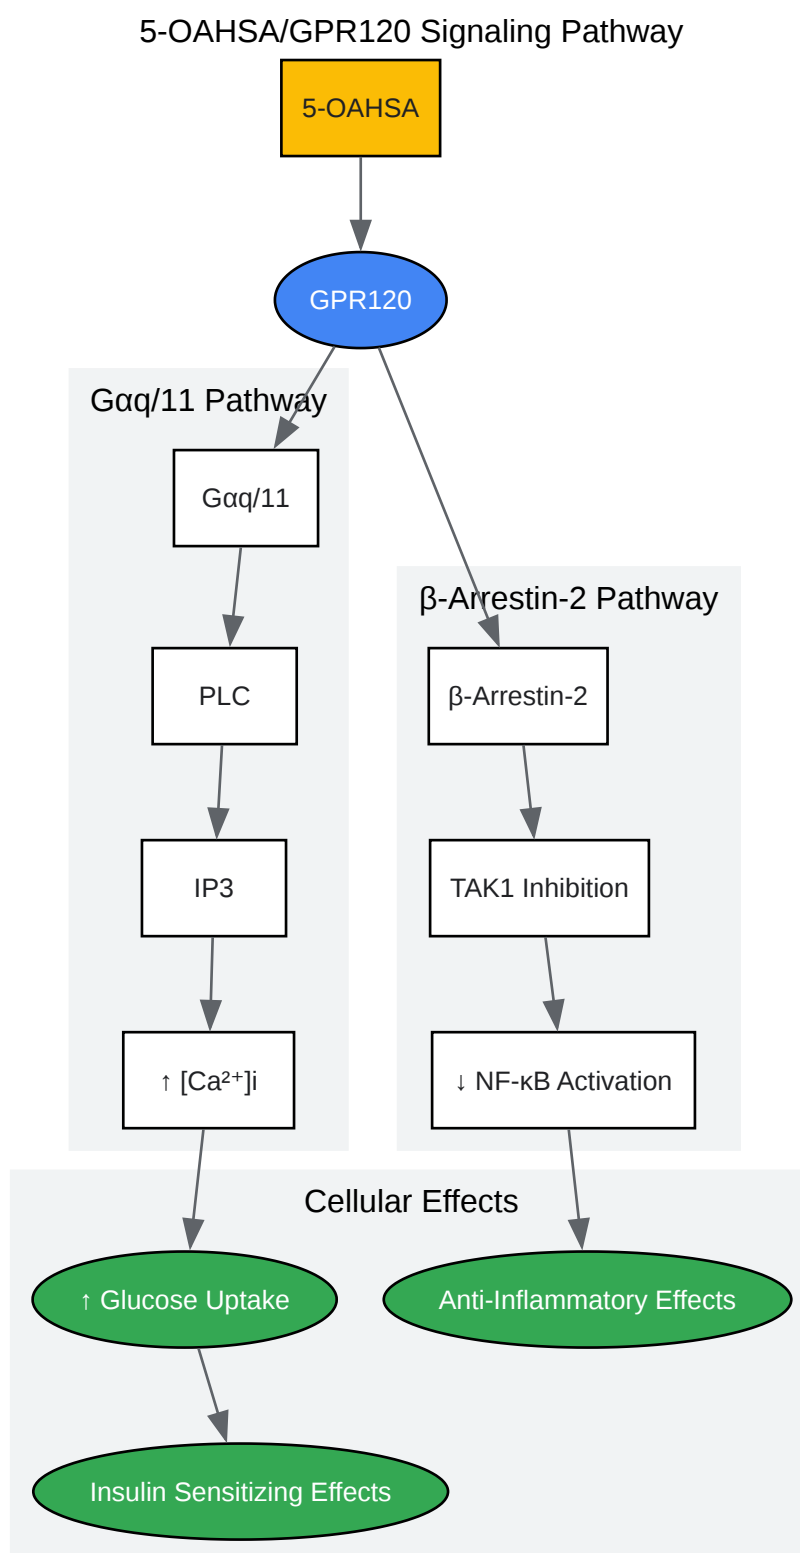 5-OAHSA/GPR120 Signaling Pathway
5-OAHSA
GPR120
Gαq/11 Pathway
Gαq/11
PLC
IP3
↑ [Ca²⁺]i
β-Arrestin-2 Pathway
β-Arrestin-2
TAK1 Inhibition
↓ NF-κB Activation
Cellular Effects
↑ Glucose Uptake
Anti-Inflammatory Effects
Insulin Sensitizing Effects